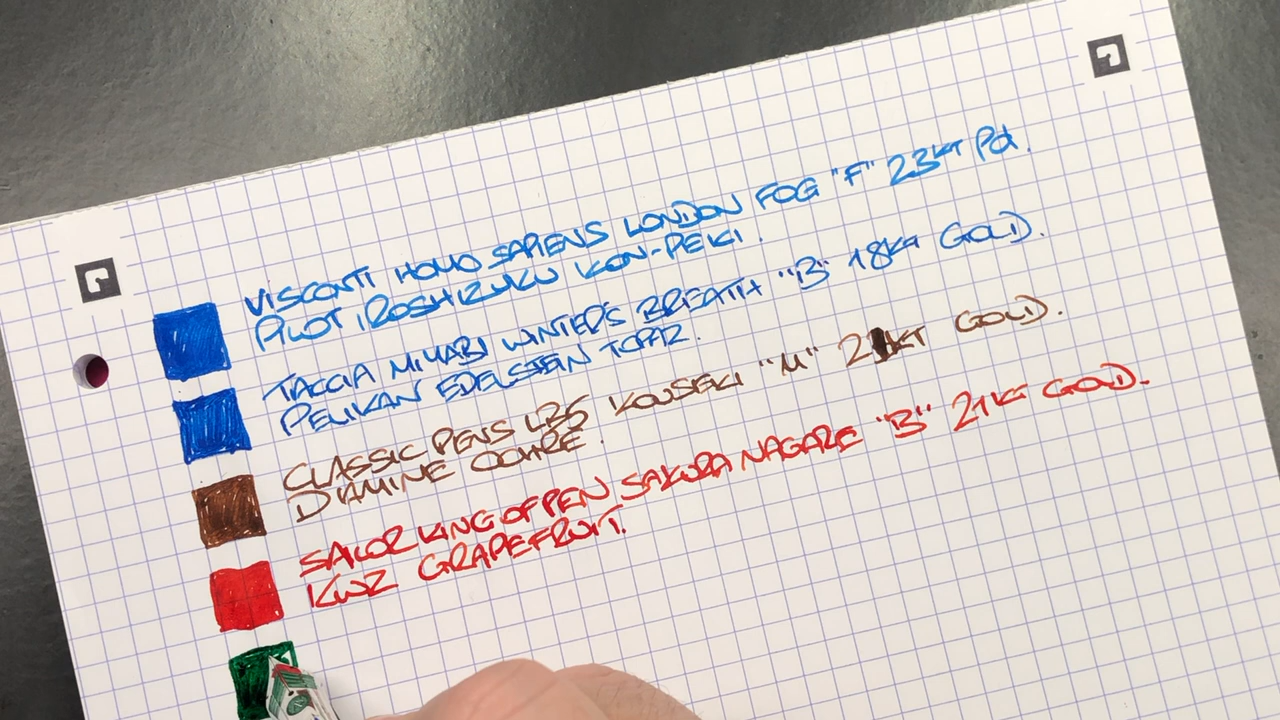 VISCONTI HOMO SAPIENS LONDON FOG "F" 23KT Pd.
PILOT IROSHIZUKU KON-PEKI.
TACCIA MIYABI WINTER'S BREATH "B" 18KT GOLD.
PELIKAN EDELSTEIN TOPAZ.
CLASSIC PENS LB5 KOUSEKI "M" 21KT GOLD.
DIAMINE OCHRE.
SAILOR KING OF PEN SAKURA NAGARE "B" 21KT GOLD.
KWZ GRAPEFRUIT.